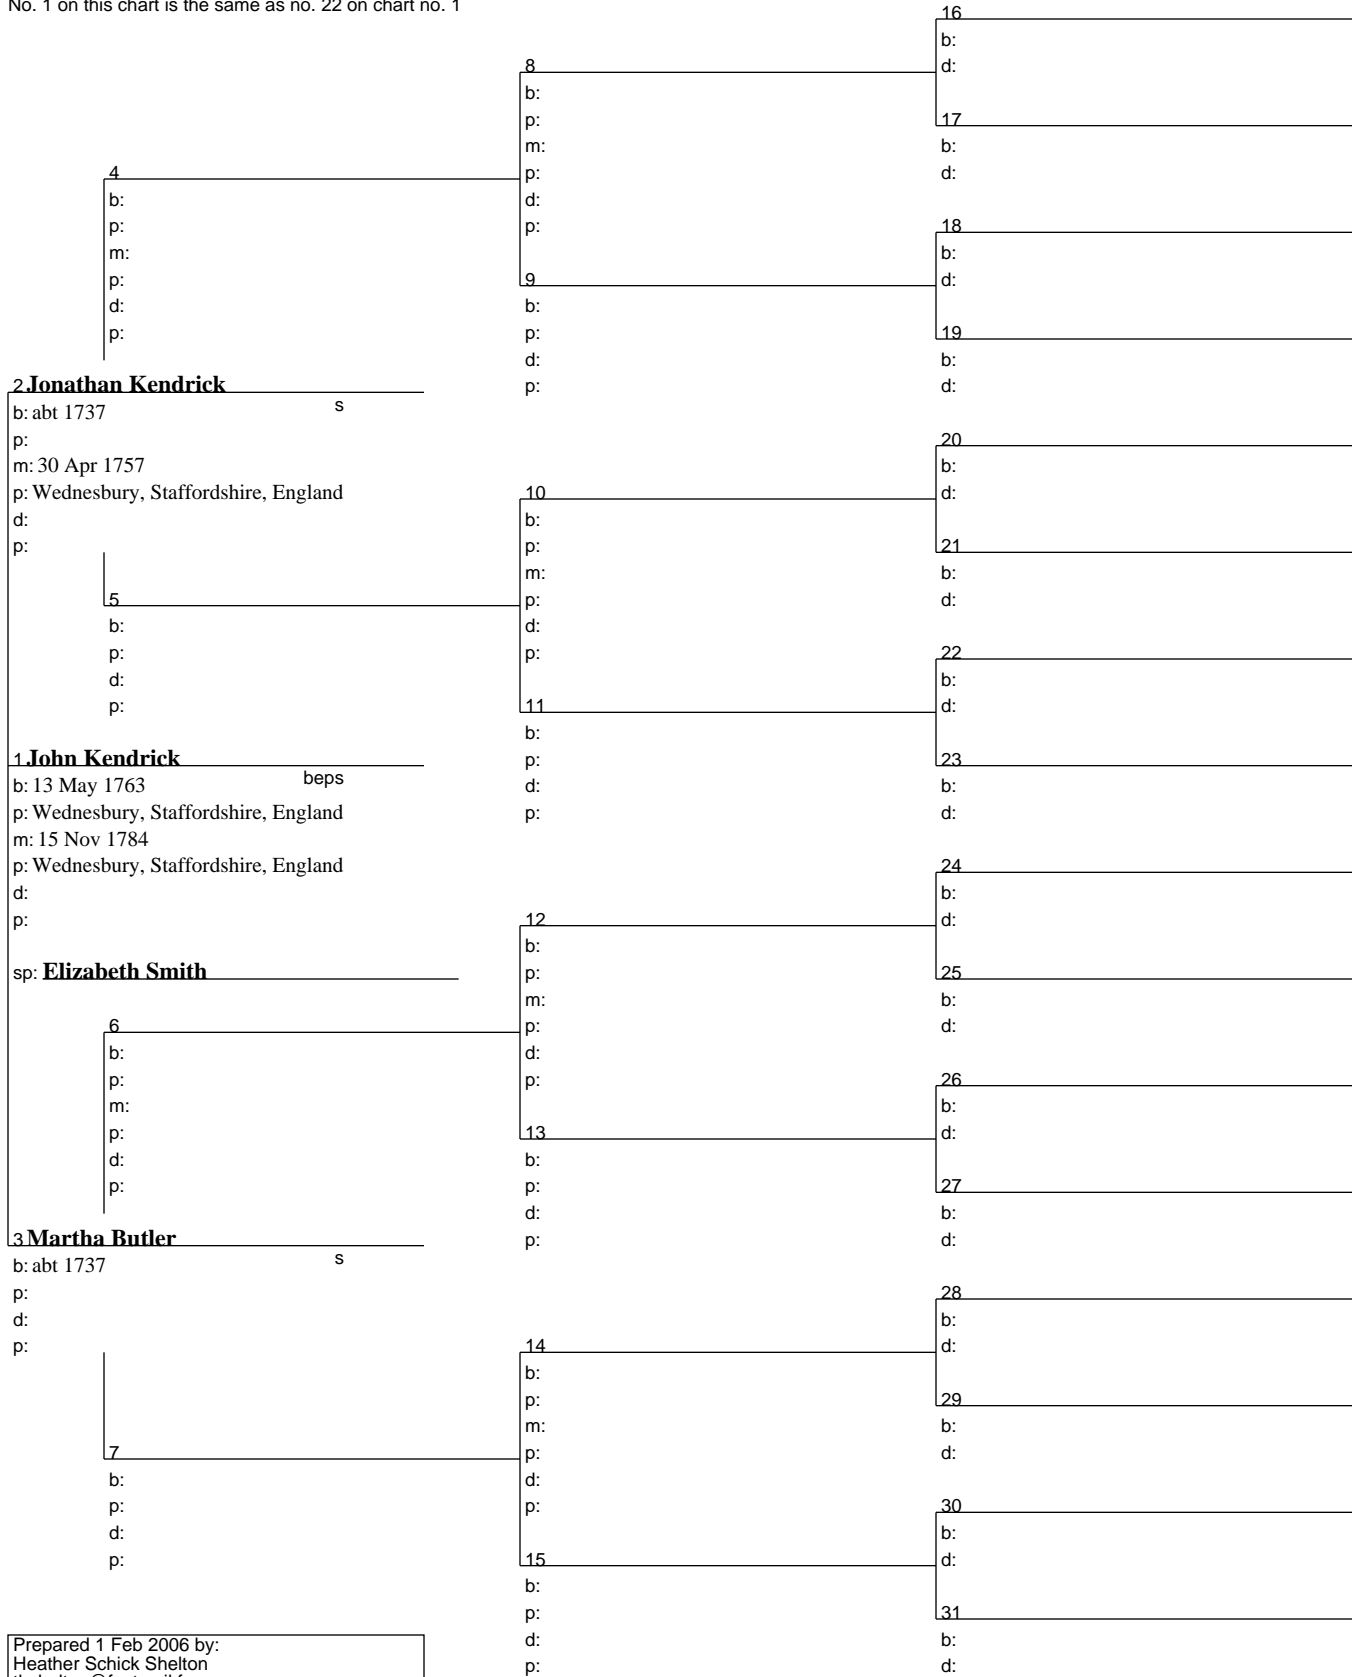 No. 1 on this chart is the same as no. 22 on chart no. 1
2 Jonathan Kendrick
s
b: abt 1737
p:
m: 30 Apr 1757
p: Wednesbury, Staffordshire, England
d:
p:
1 John Kendrick
beps
b: 13 May 1763
p: Wednesbury, Staffordshire, England
m: 15 Nov 1784
p: Wednesbury, Staffordshire, England
d:
p:
sp: Elizabeth Smith
3 Martha Butler
s
b: abt 1737
p:
d:
p:
4
b:
p:
m:
p:
d:
p:
5
b:
p:
d:
p:
6
b:
p:
m:
p:
d:
p:
7
b:
p:
d:
p:
8
b:
p:
m:
p:
d:
p:
9
b:
p:
d:
p:
10
b:
p:
m:
p:
d:
p:
11
b:
p:
d:
p:
12
b:
p:
m:
p:
d:
p:
13
b:
p:
d:
p:
14
b:
p:
m:
p:
d:
p:
15
b:
p:
d:
p:
16
b:
d:
17
b:
d:
18
b:
d:
19
b:
d:
20
b:
d:
21
b:
d:
22
b:
d:
23
b:
d:
24
b:
d:
25
b:
d:
26
b:
d:
27
b:
d:
28
b:
d:
29
b:
d:
30
b:
d:
31
b:
d:
Prepared 1 Feb 2006 by:
Heather Schick Shelton